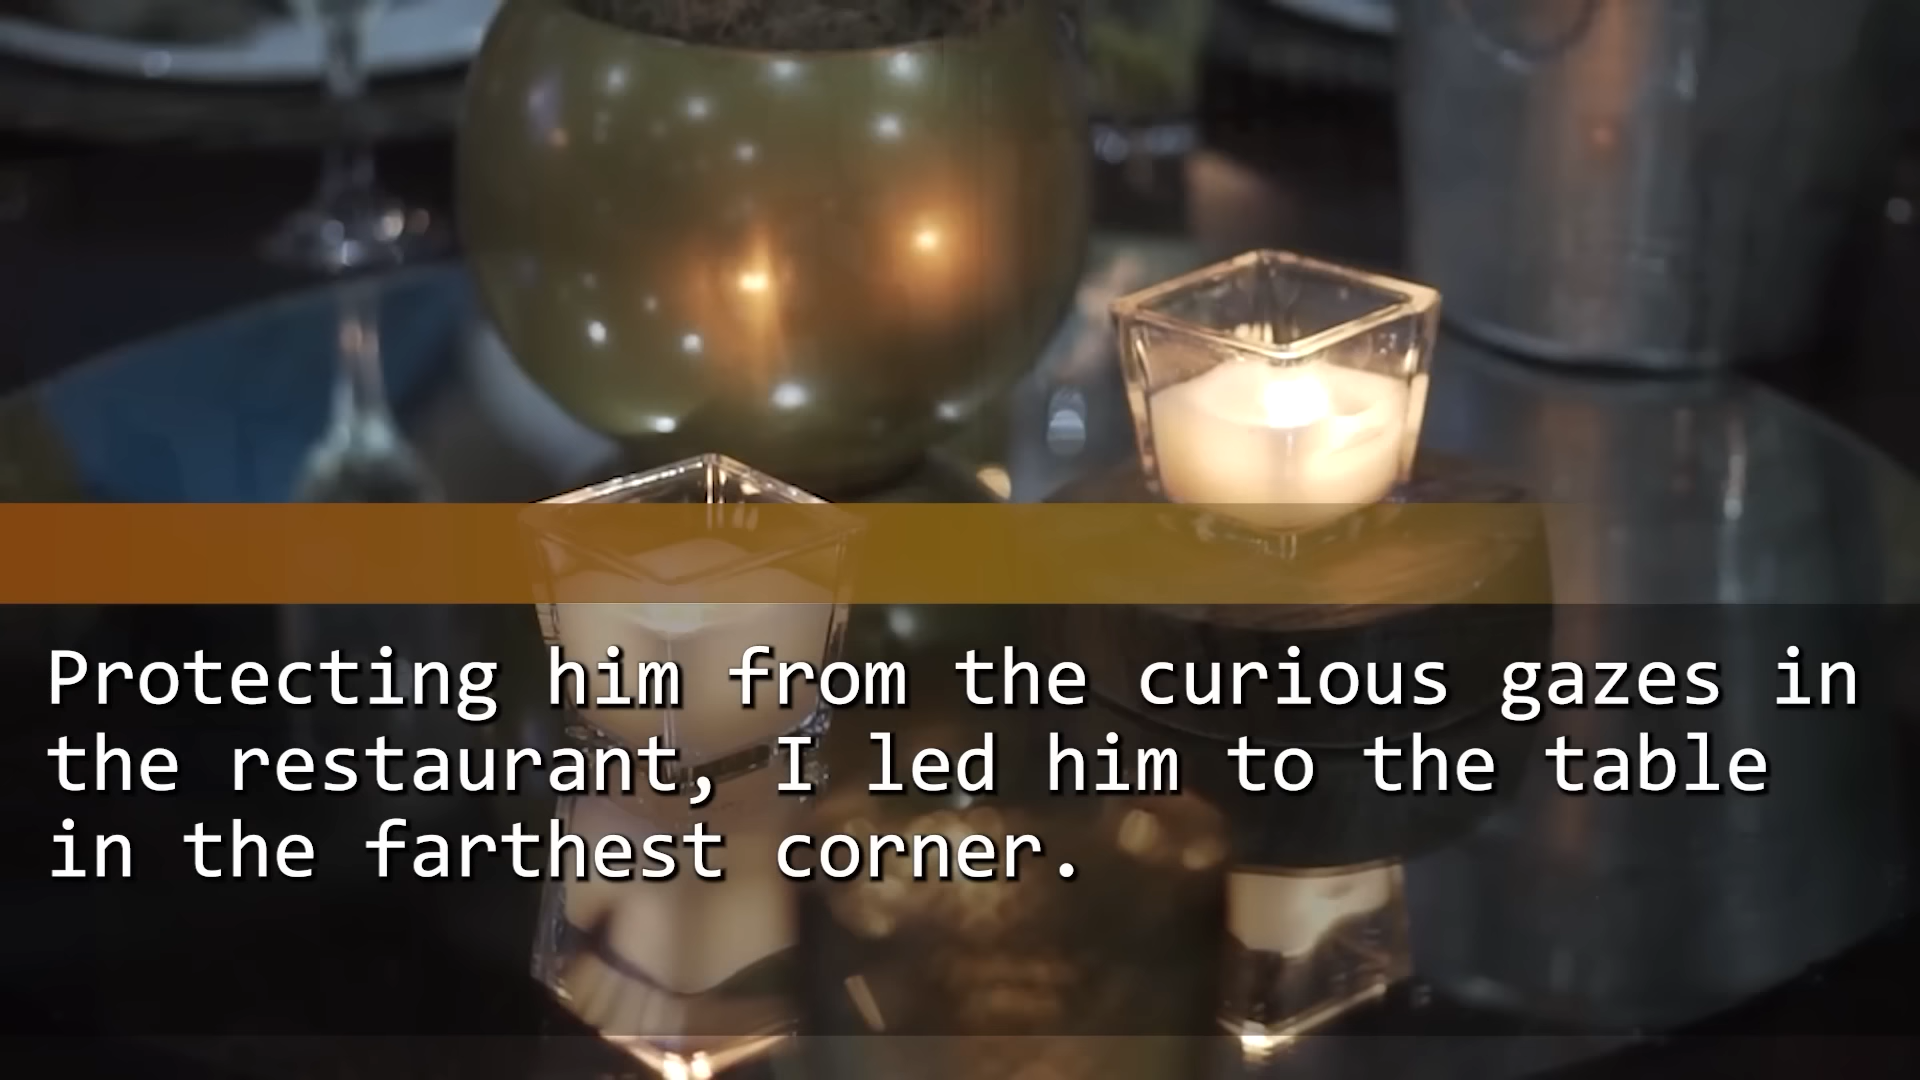 Protecting him from the curious gazes in
the restaurant, I led him to the table
in the farthest corner.